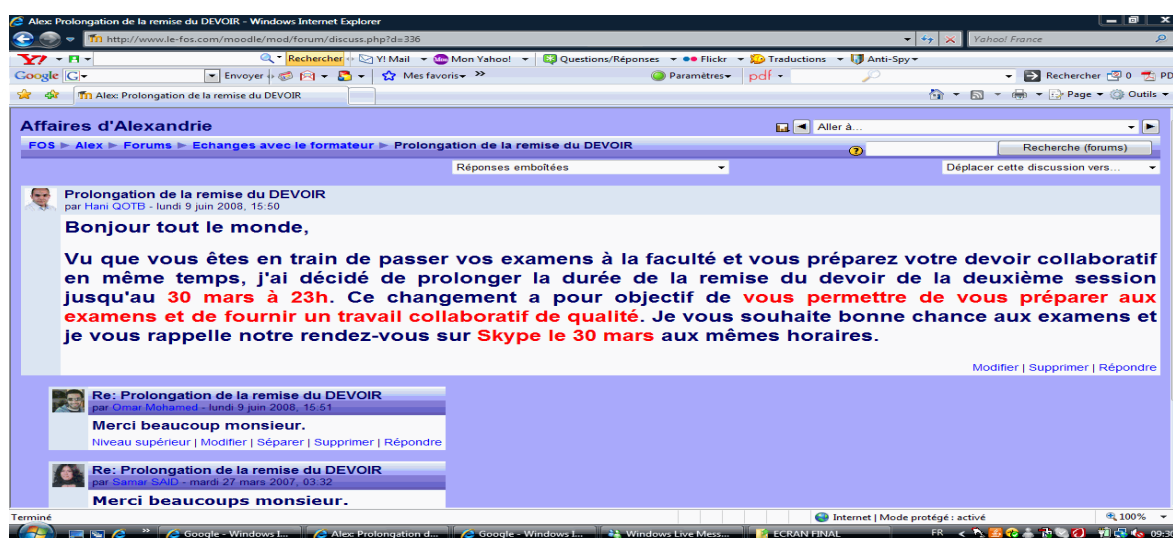 Alex: Prolongation de la remise du DEVOIR - Windows Internet Explorer
http://www.le-fos.com/moodle/mod/forum/discuss.php?d=336
Yahoo! France
Y! Rechercher Y! Mail Mon Yahoo! Questions/Réponses Flickr Traductions Anti-Spy
Google G Envoyer Mes favoris Paramètres pdf Rechercher 0 PD
Alex: Prolongation de la remise du DEVOIR Page Outils
Affaires d'Alexandrie Aller à...
FOS ► Alex ► Forums ► Echanges avec le formateur ► Prolongation de la remise du DEVOIR Recherche (forums)
Réponses emboîtées Déplacer cette discussion vers...
Prolongation de la remise du DEVOIR
par Hani QOTB - lundi 9 juin 2008, 15:50
Bonjour tout le monde,
Vu que vous êtes en train de passer vos examens à la faculté et vous préparez votre devoir collaboratif
en même temps, j'ai décidé de prolonger la durée de la remise du devoir de la deuxième session
jusqu'au 30 mars à 23h. Ce changement a pour objectif de vous permettre de vous préparer aux
examens et de fournir un travail collaboratif de qualité. Je vous souhaite bonne chance aux examens et
je vous rappelle notre rendez-vous sur Skype le 30 mars aux mêmes horaires.
Modifier | Supprimer | Répondre
Re: Prolongation de la remise du DEVOIR
par Omar Mohamed - lundi 9 juin 2008, 15:51
Merci beaucoup monsieur.
Niveau supérieur | Modifier | Séparer | Supprimer | Répondre
Re: Prolongation de la remise du DEVOIR
par Samar SAID - mardi 27 mars 2007, 03:32
Merci beaucoups monsieur.
Terminé Internet | Mode protégé : activé 100%
Google - Windows I... Alex: Prolongation d... Google - Windows I... Windows Live Mess... ECRAN FINAL FR